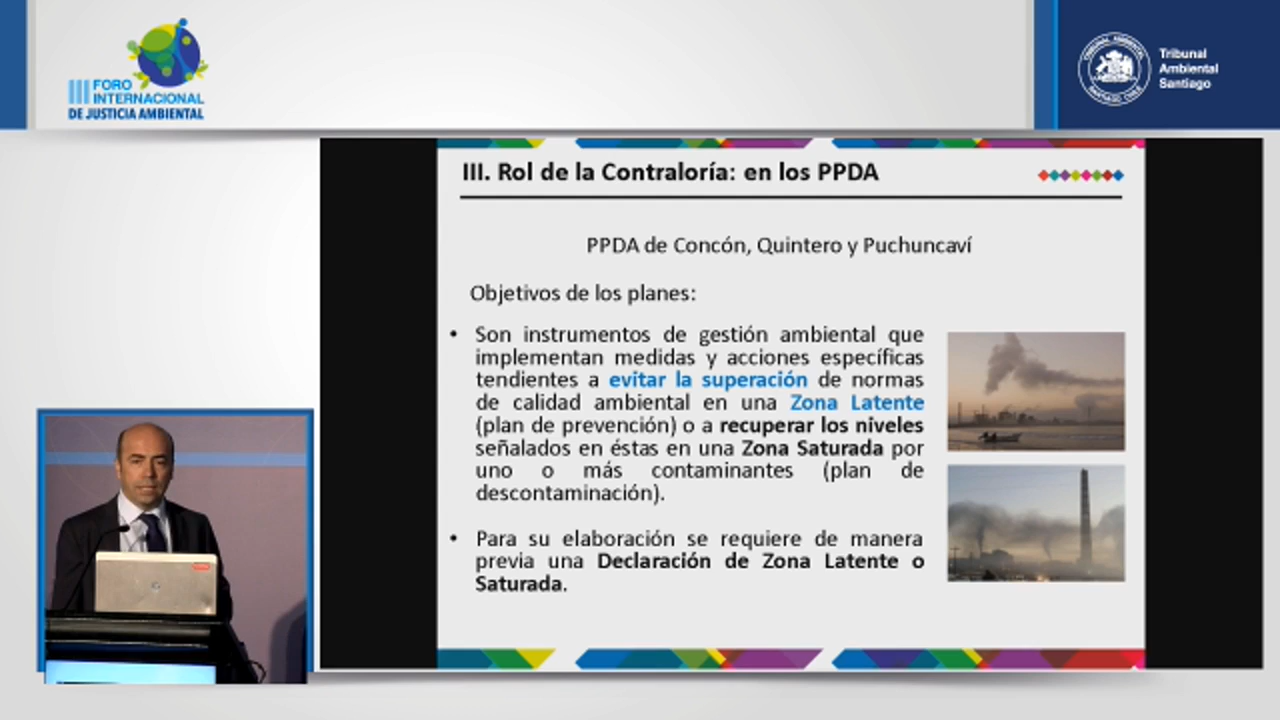 III FORO
INTERNACIONAL
DE JUSTICIA AMBIENTAL
TRIBUNAL AMBIENTAL
SANTIAGO CHILE
Tribunal
Ambiental
Santiago
III. Rol de la Contraloría: en los PPDA
PPDA de Concón, Quintero y Puchuncaví
Objetivos de los planes:
• Son instrumentos de gestión ambiental que
implementan medidas y acciones específicas
tendientes a evitar la superación de normas
de calidad ambiental en una Zona Latente
(plan de prevención) o a recuperar los niveles
señalados en éstas en una Zona Saturada por
uno o más contaminantes (plan de
descontaminación).
• Para su elaboración se requiere de manera
previa una Declaración de Zona Latente o
Saturada.